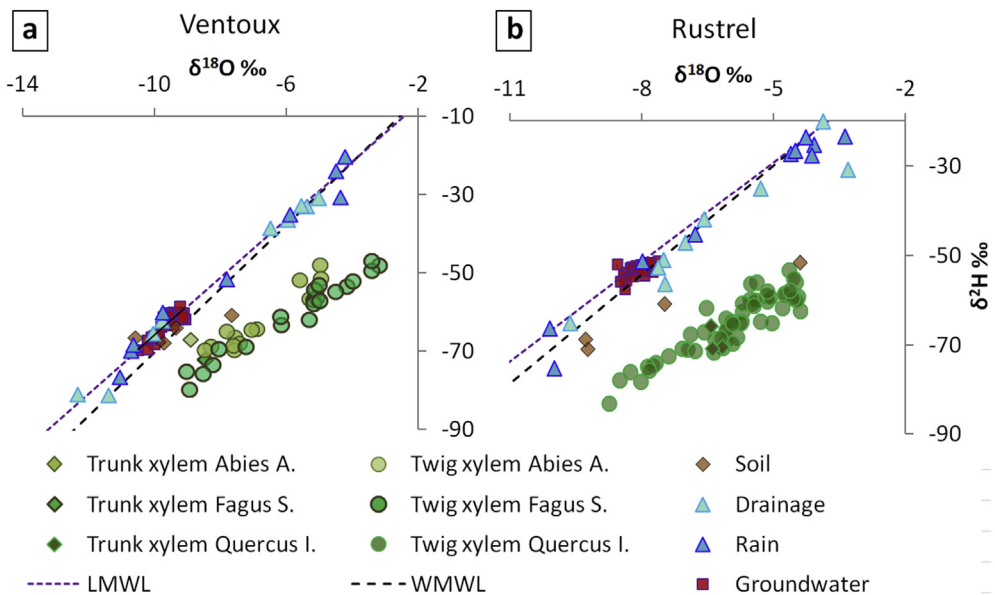 a Ventoux
δ18O ‰
-14 -10 -6 -2
-10
-30
-50
-70
-90
b Rustrel
δ18O ‰
-11 -8 -5 -2
-30
-50
-70
-90
δ2H ‰
Trunk xylem Abies A. Twig xylem Abies A. Soil
Trunk xylem Fagus S. Twig xylem Fagus S. Drainage
Trunk xylem Quercus I. Twig xylem Quercus I. Rain
LMWL WMWL Groundwater